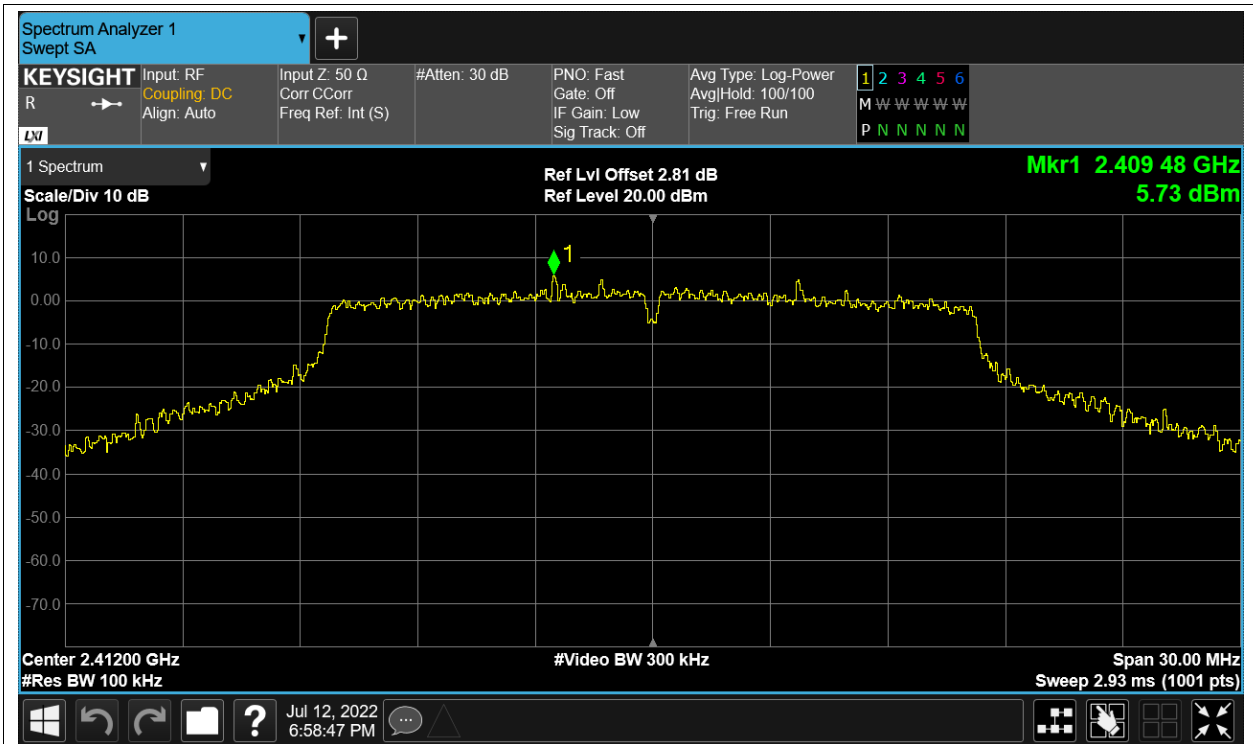 Spectrum Analyzer 1
Swept SA
KEYSIGHT
R
LXI
Input: RF
Coupling: DC
Align: Auto
Input Z: 50 Ω
Corr CCorr
Freq Ref: Int (S)
#Atten: 30 dB
PNO: Fast
Gate: Off
IF Gain: Low
Sig Track: Off
Avg Type: Log-Power
Avg|Hold: 100/100
Trig: Free Run
1 2 3 4 5 6
M W W W W W W
P N N N N N
1 Spectrum
Scale/Div 10 dB
Log
Ref Lvl Offset 2.81 dB
Ref Level 20.00 dBm
Mkr1 2.409 48 GHz
5.73 dBm
1
10.0
0.00
-10.0
-20.0
-30.0
-40.0
-50.0
-60.0
-70.0
Center 2.41200 GHz
#Res BW 100 kHz
#Video BW 300 kHz
Span 30.00 MHz
Sweep 2.93 ms (1001 pts)
?
Jul 12, 2022
6:58:47 PM